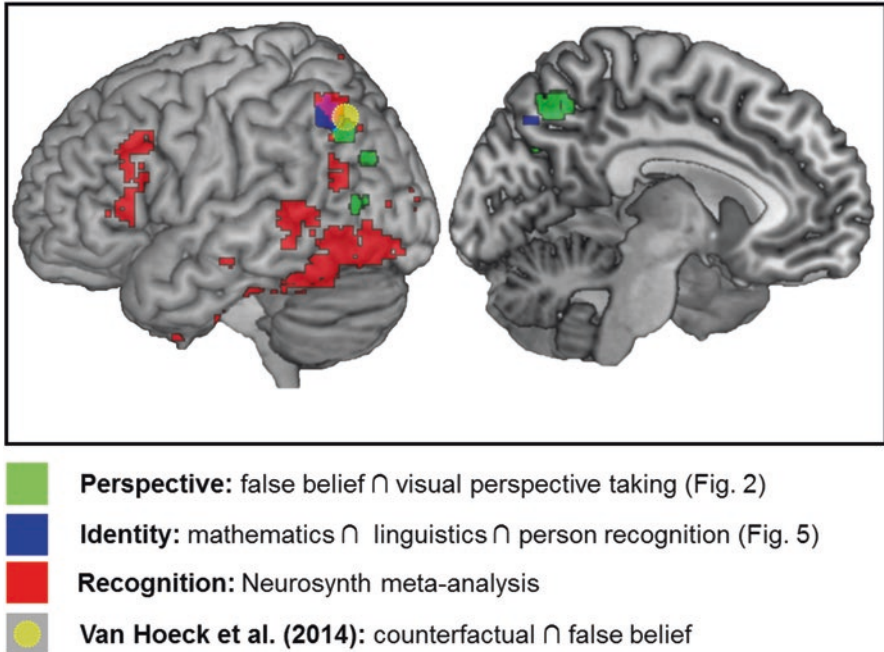 Perspective: false belief ∩ visual perspective taking (Fig. 2)
Identity: mathematics ∩ linguistics ∩ person recognition (Fig. 5)
Recognition: Neurosynth meta-analysis
Van Hoeck et al. (2014): counterfactual ∩ false belief